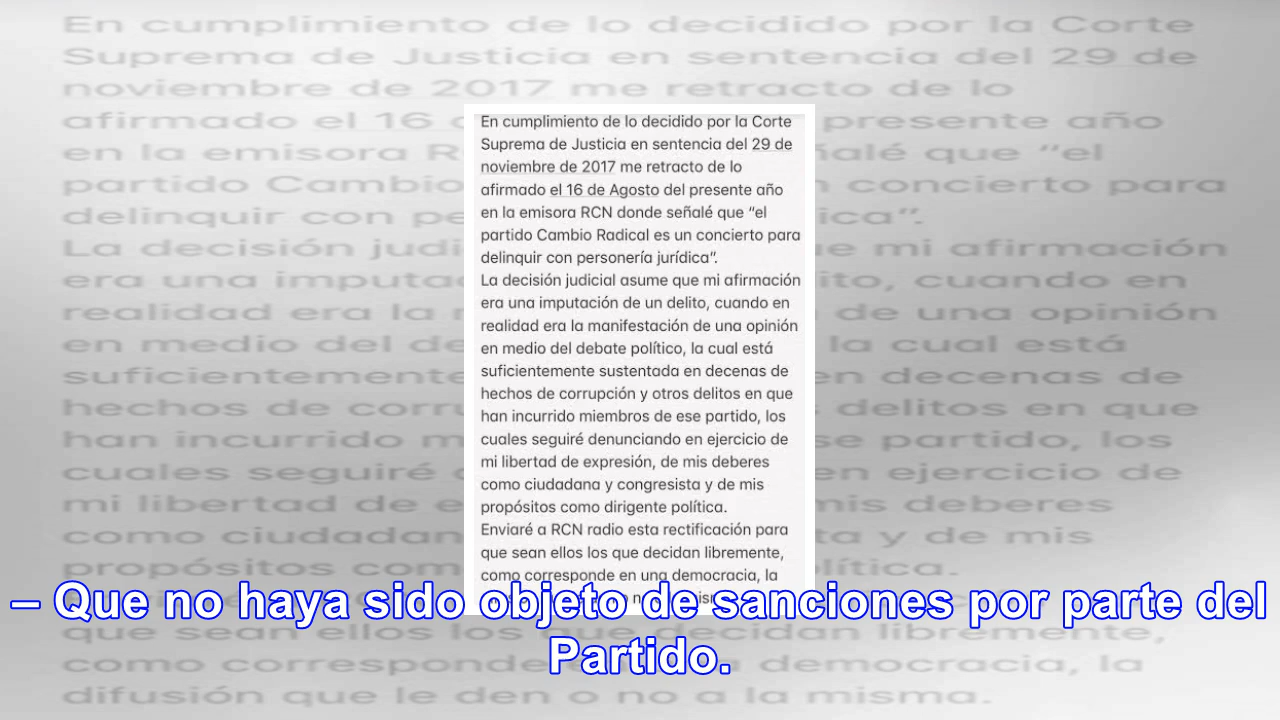 En cumplimiento de lo decidido por la Corte
Suprema de Justicia en sentencia del 29 de
noviembre de 2017 me retracto de lo
afirmado el 16 de Agosto del presente año
en la emisora RCN donde señalé que “el
partido Cambio Radical es un concierto para
delinquir con personería jurídica”.
La decisión judicial asume que mi afirmación
era una imputación de un delito, cuando en
realidad era la manifestación de una opinión
en medio del debate político, la cual está
suficientemente sustentada en decenas de
hechos de corrupción y otros delitos en que
han incurrido miembros de ese partido, los
cuales seguiré denunciando en ejercicio de
mi libertad de expresión, de mis deberes
como ciudadana y congresista y de mis
propósitos como dirigente política.
Enviaré a RCN radio esta rectificación para
que sean ellos los que decidan libremente,
como corresponde en una democracia, la
– Que no haya sido objeto de sanciones por parte del
Partido.
difusión que le den o no a la misma.